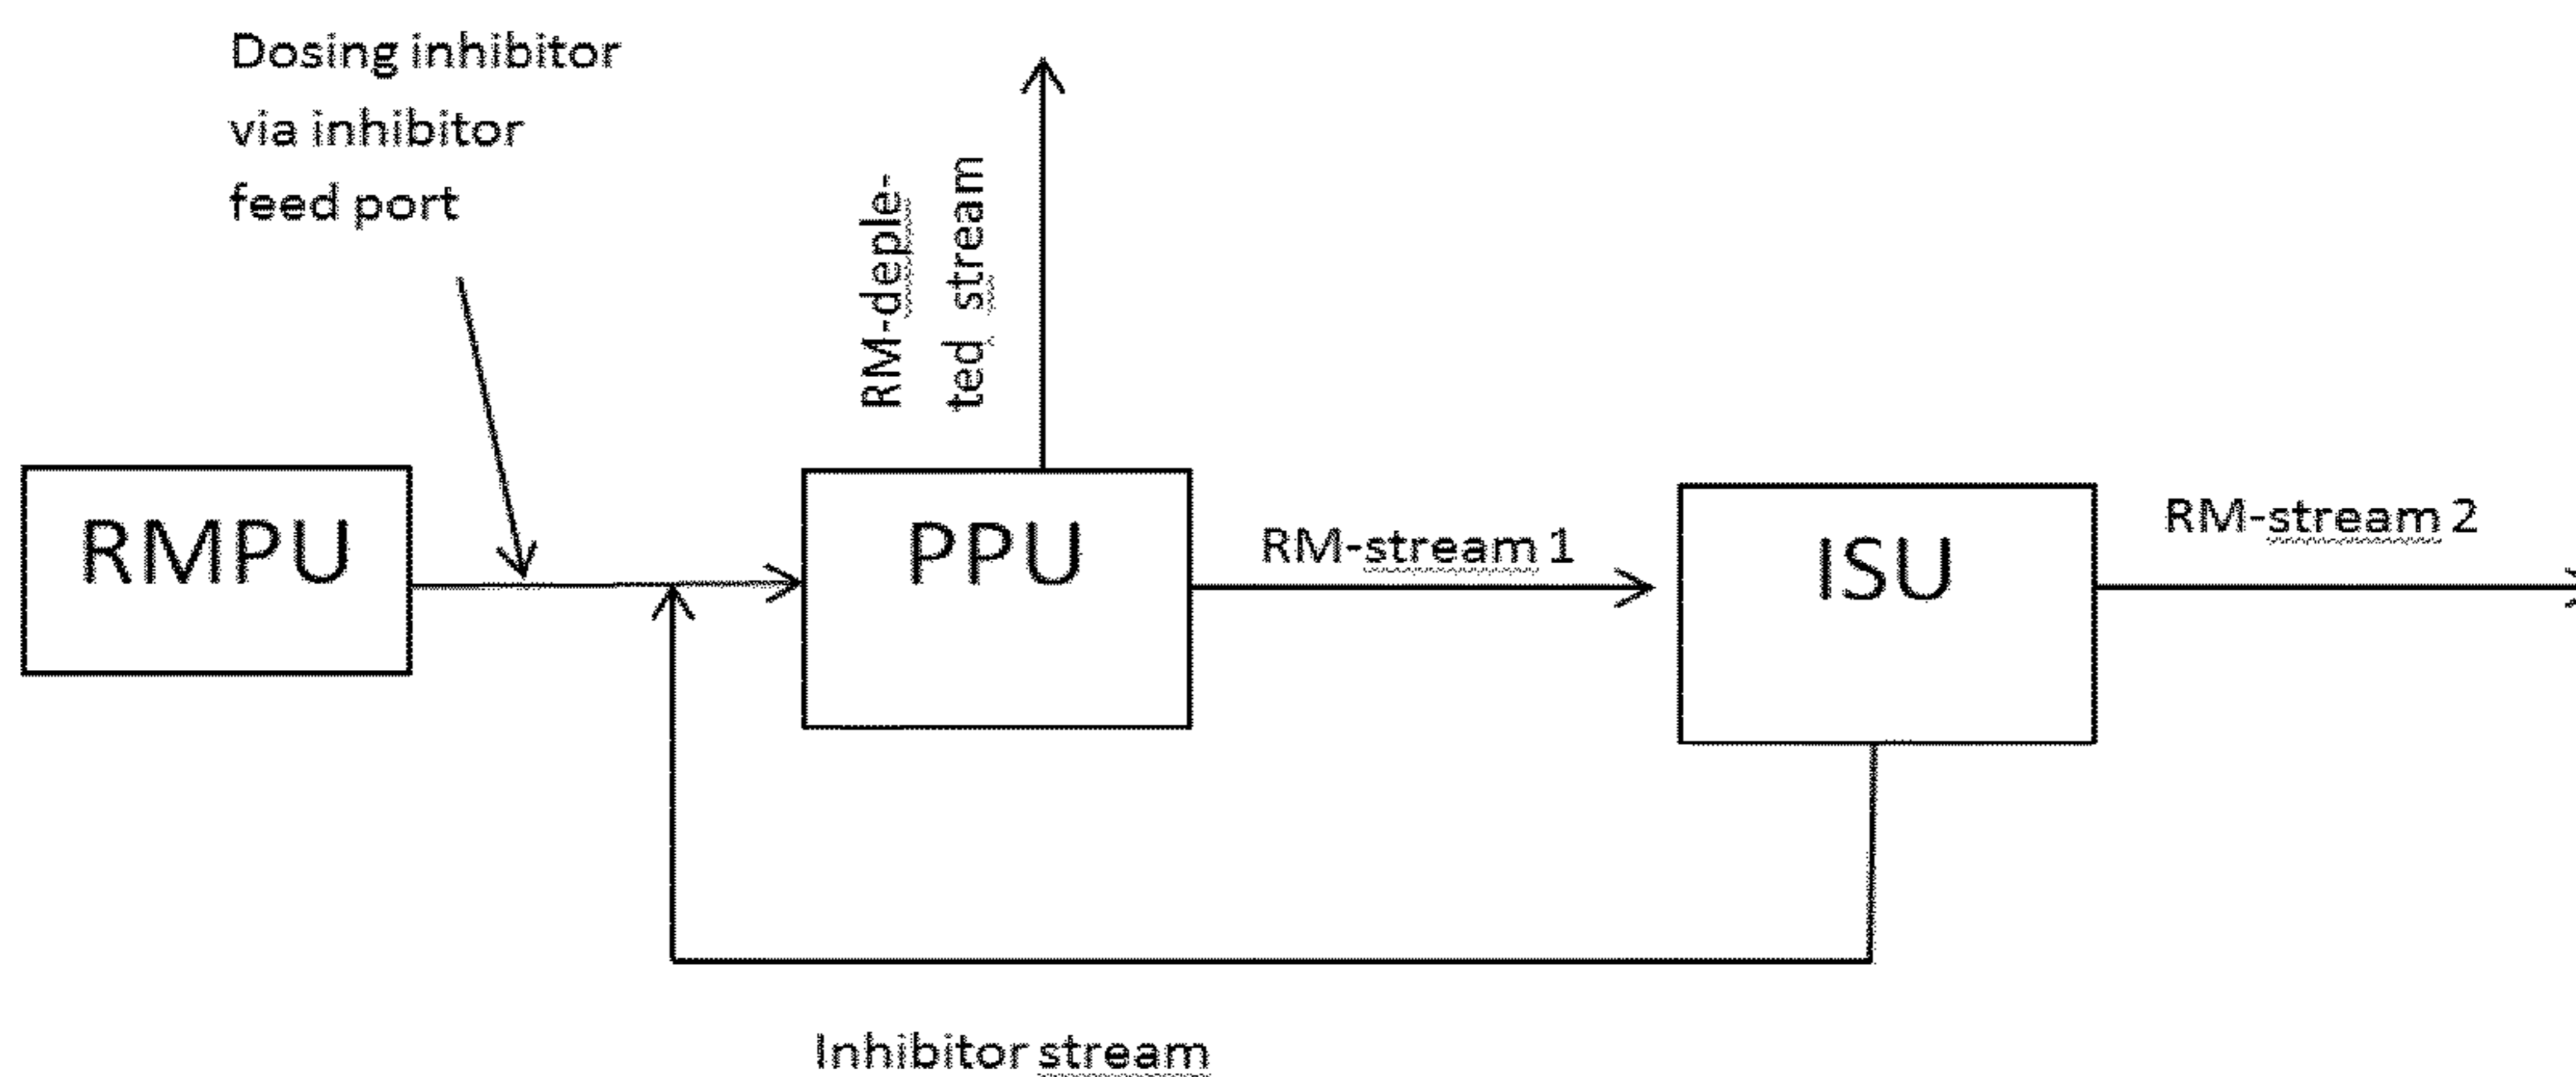 Dosing inhibitor
via inhibitor
feed port
RM-deple-
ted stream
RMPU
PPU
RM-stream 1
ISU
RM-stream 2
Inhibitor stream